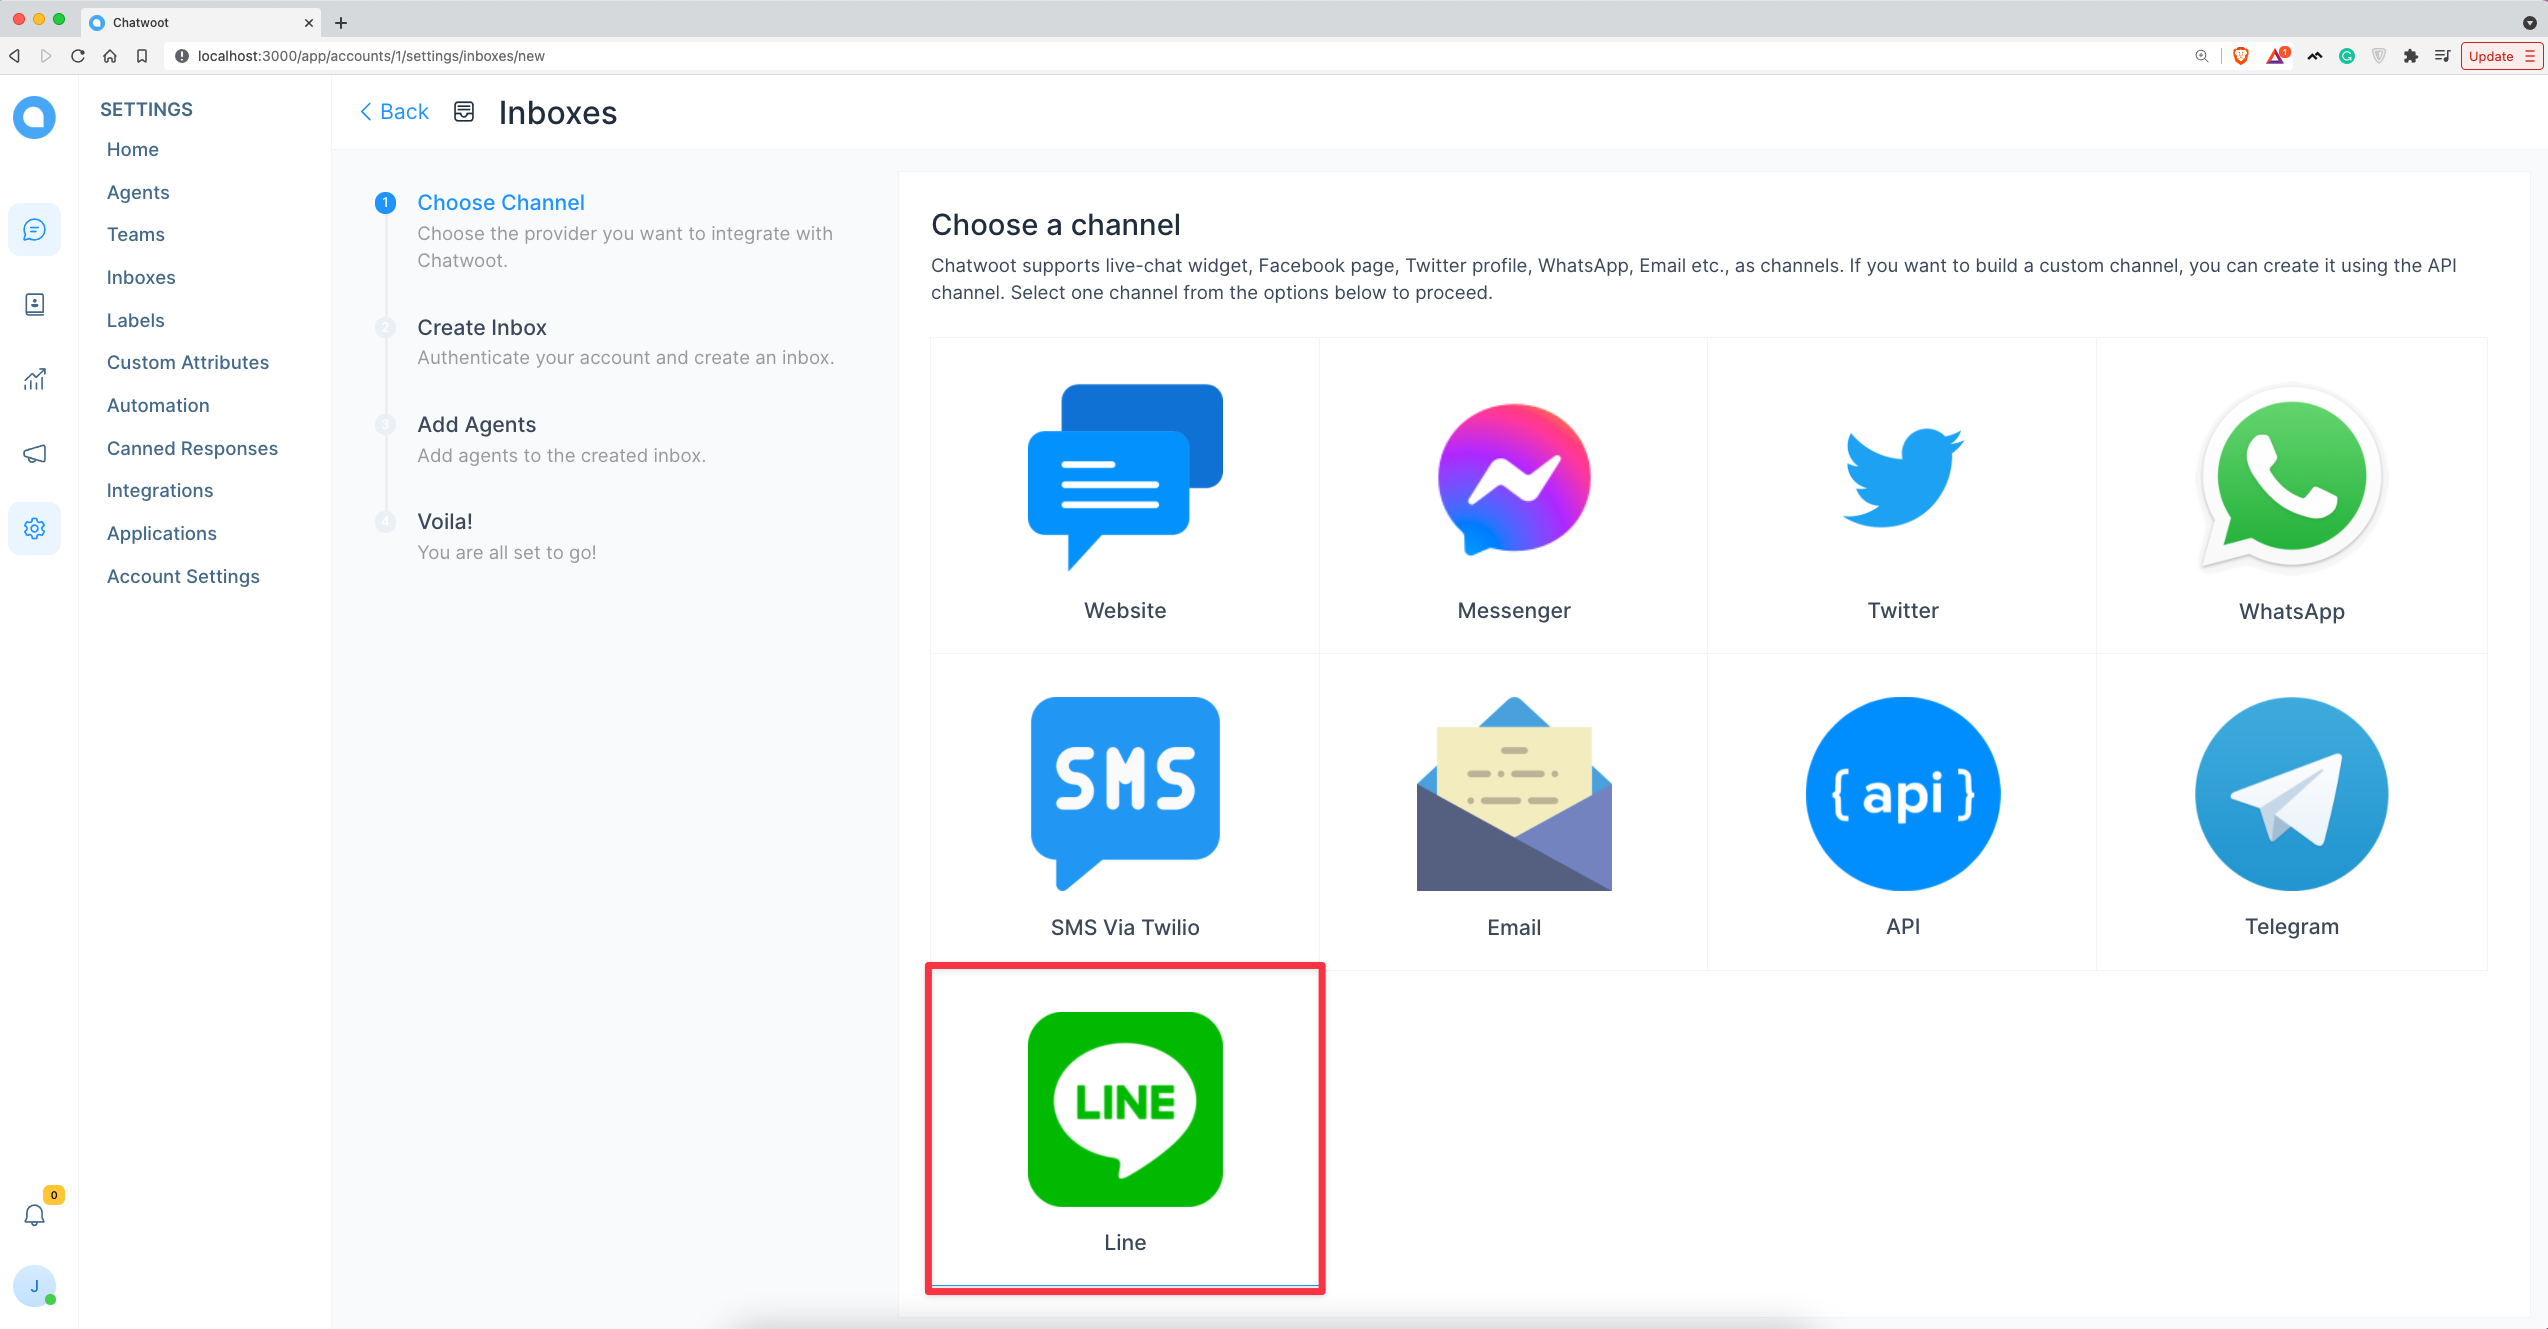 Chatwoot
localhost:3000/app/accounts/1/settings/inboxes/new
1
Update
SETTINGS
Home
Agents
Teams
Inboxes
Labels
Custom Attributes
Automation
Canned Responses
Integrations
Applications
Account Settings
0
J
Back
Inboxes
1
Choose Channel
Choose the provider you want to integrate with
Chatwoot.
2
Create Inbox
Authenticate your account and create an inbox.
3
Add Agents
Add agents to the created inbox.
4
Voila!
You are all set to go!
Choose a channel
Chatwoot supports live-chat widget, Facebook page, Twitter profile, WhatsApp, Email etc., as channels. If you want to build a custom channel, you can create it using the API
channel. Select one channel from the options below to proceed.
Website
Messenger
Twitter
WhatsApp
SMS
{ api }
SMS Via Twilio
Email
API
Telegram
LINE
Line